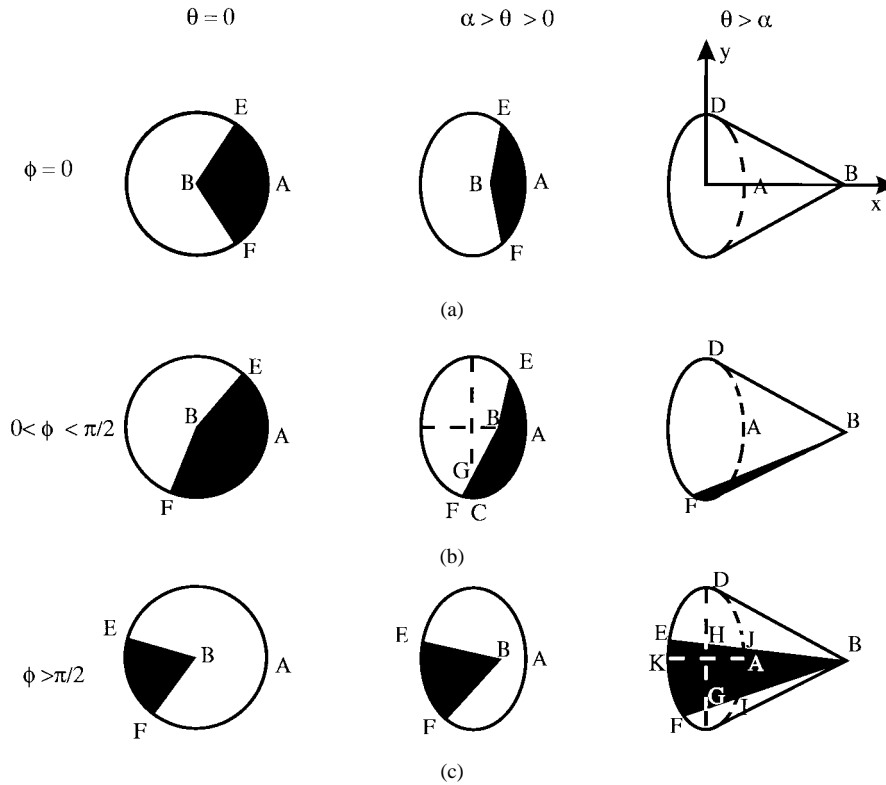 θ = 0 α > θ > 0 θ > α
y
E E D
ϕ = 0 B A B A A B
x
F F
(a)
E E D
0< ϕ < π/2 B A B A A B
G
F F C F
(b)
D
E E E H J
ϕ >π/2 B A B A K A B
G I
F F F
(c)